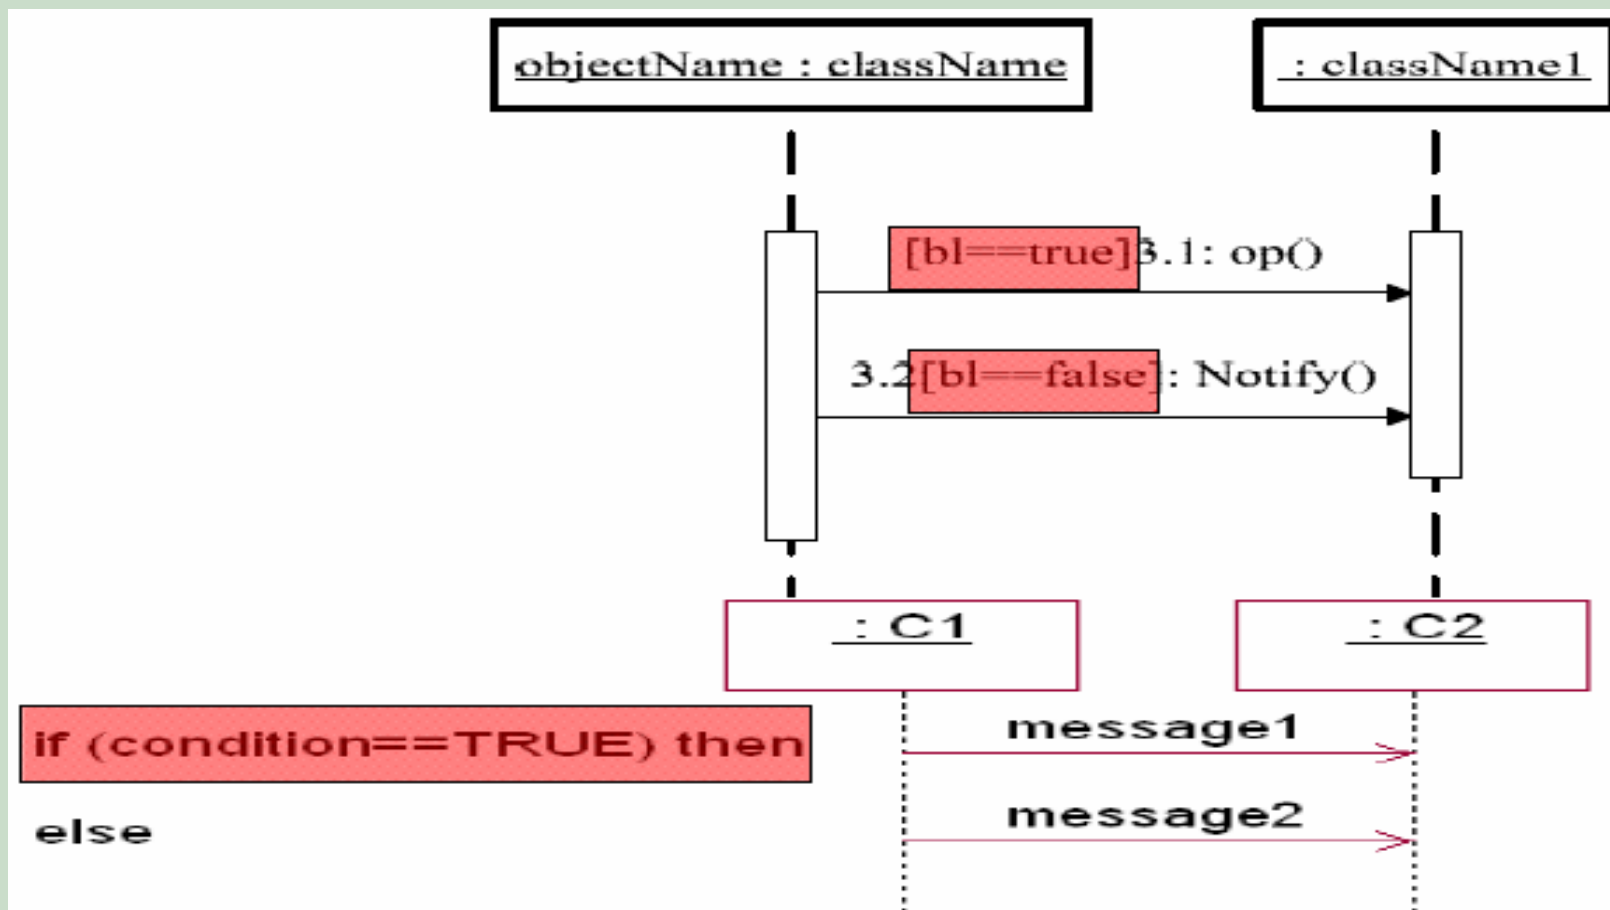 objectName : className
: className1
[bl==true]3.1: op()
3.2[bl==false]: Notify()
: C1
: C2
if (condition==TRUE) then
message1
else
message2